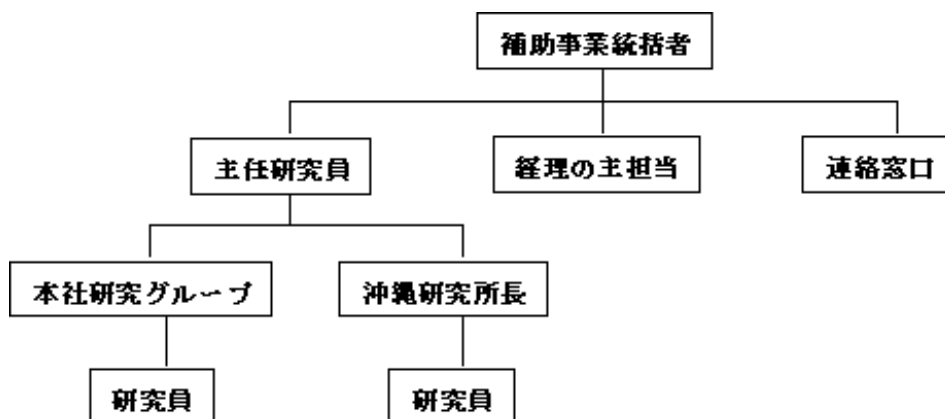 補助事業統括者
主任研究員
経理の主担当
連絡窓口
本社研究グループ
沖縄研究所長
研究員
研究員